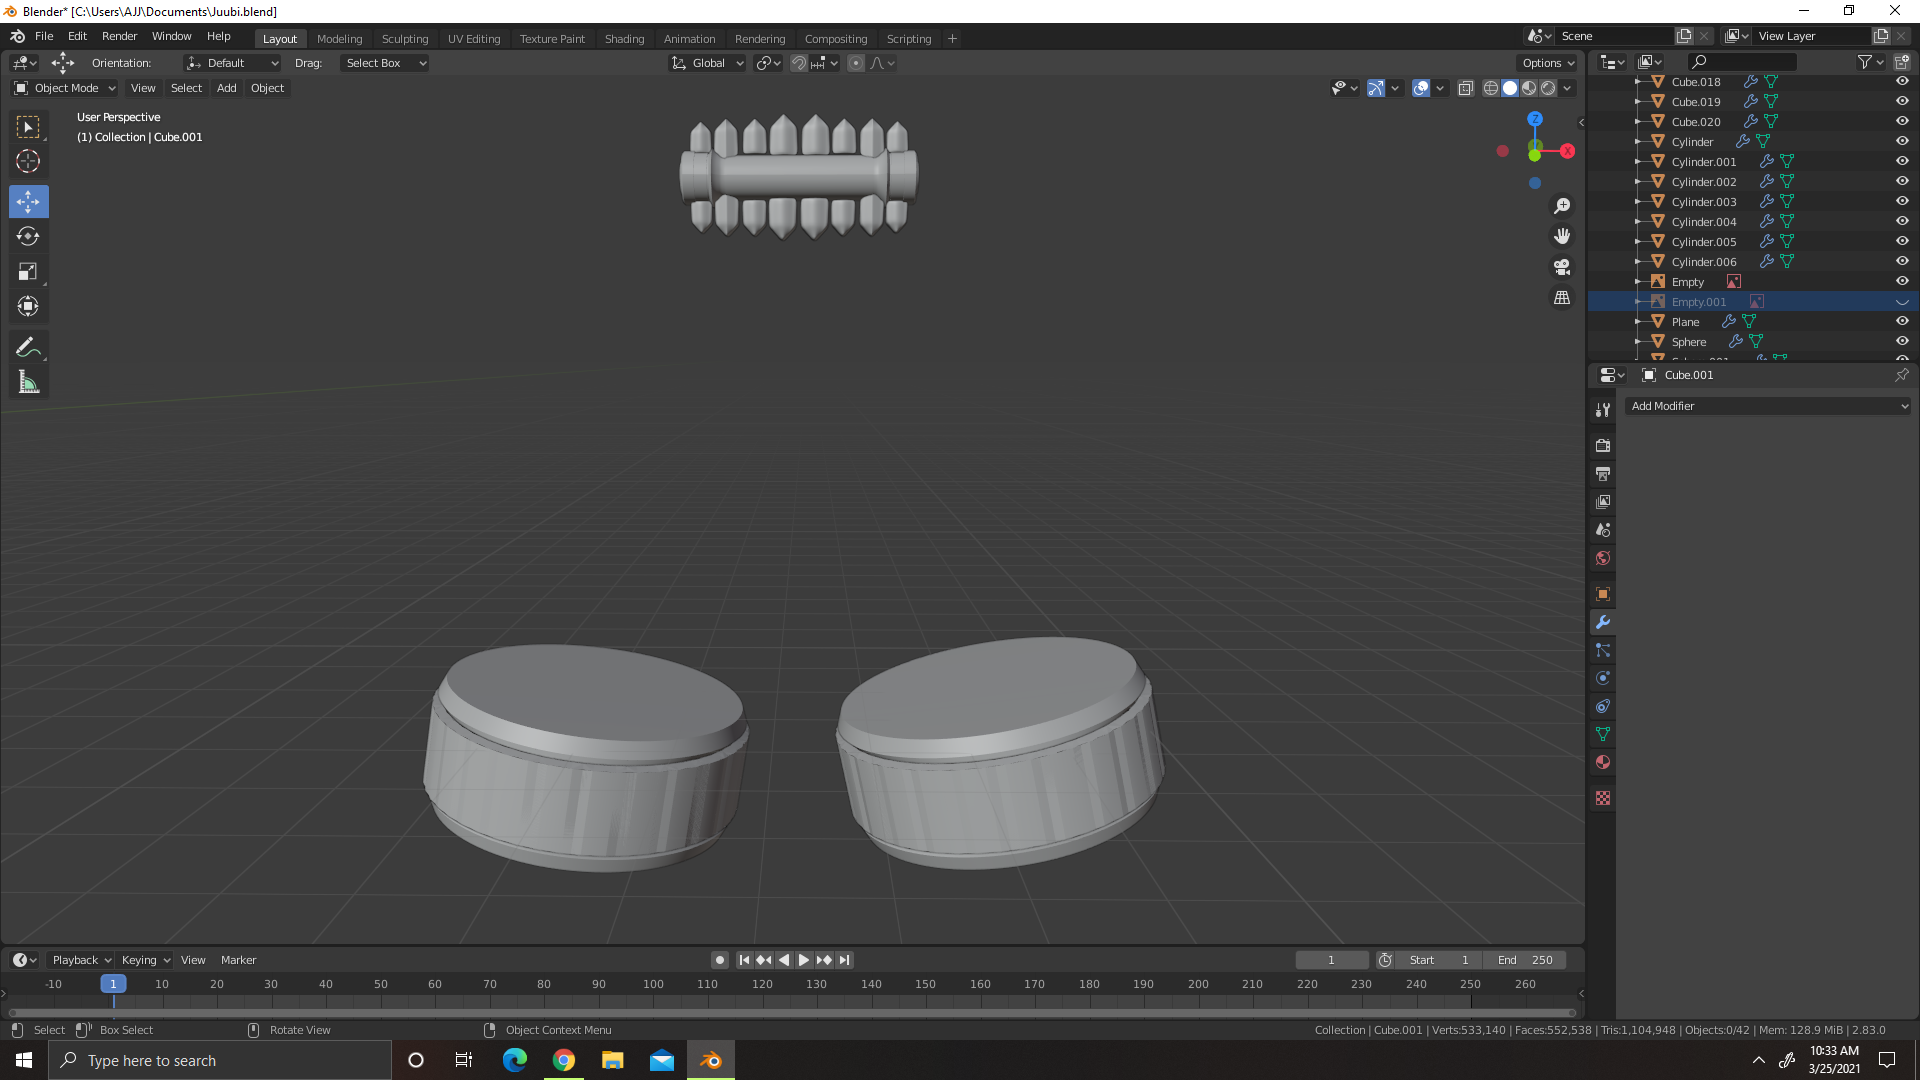 Blender* [C:\Users\AJJ\Documents\Juubi.blend]
File Edit Render Window Help Layout Modeling Sculpting UV Editing Texture Paint Shading Animation Rendering Compositing Scripting + Scene View Layer
Orientation: Default Drag: Select Box Global Options
Object Mode View Select Add Object
User Perspective
(1) Collection | Cube.001
Z
X
Cube.018
Cube.019
Cube.020
Cylinder
Cylinder.001
Cylinder.002
Cylinder.003
Cylinder.004
Cylinder.005
Cylinder.006
Empty
Empty.001
Plane
Sphere
Cube.001
Add Modifier
Playback Keying View Marker 1 Start 1 End 250
-10 1 10 20 30 40 50 60 70 80 90 100 110 120 130 140 150 160 170 180 190 200 210 220 230 240 250 260
Select Box Select Rotate View Object Context Menu Collection | Cube.001 | Verts:533,140 | Faces:552,538 | Tris:1,104,948 | Objects:0/42 | Mem: 128.9 MiB | 2.83.0
Type here to search
10:33 AM
3/25/2021